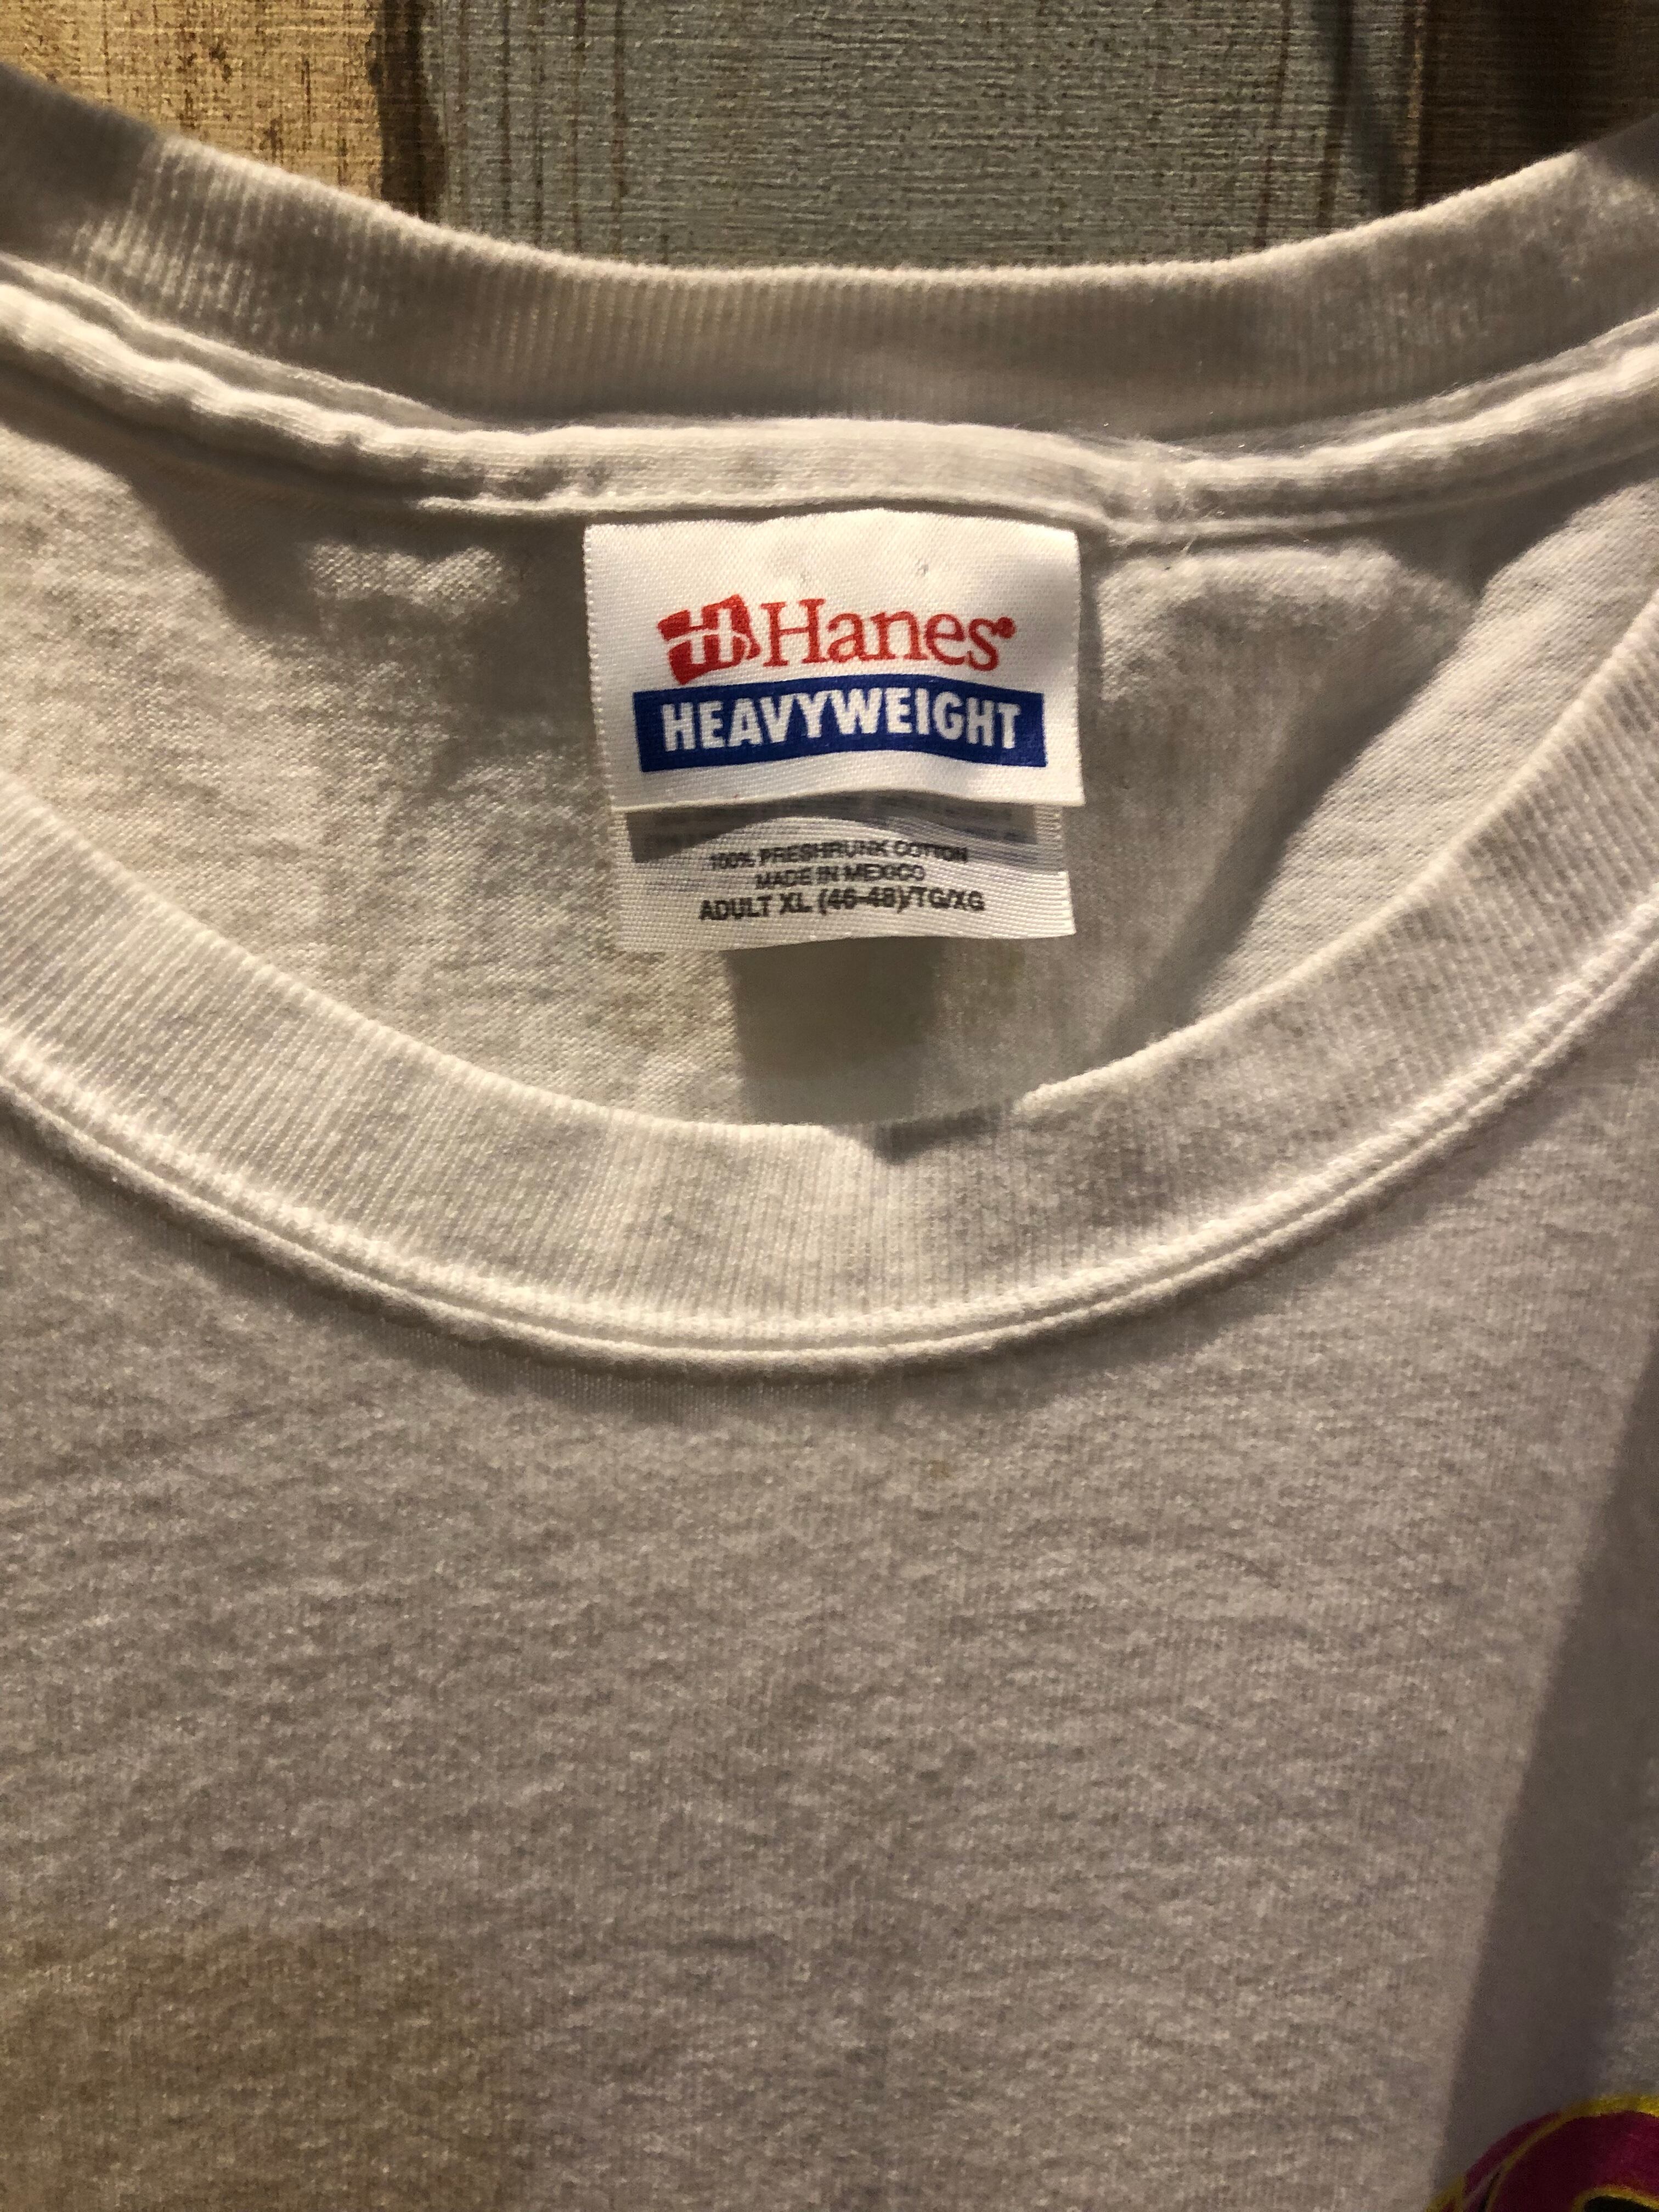 Hanes®
HEAVYWEIGHT
100% PRESHRUNK COTTON
MADE IN MEXICO
ADULT XL (46-48)/TG/XG